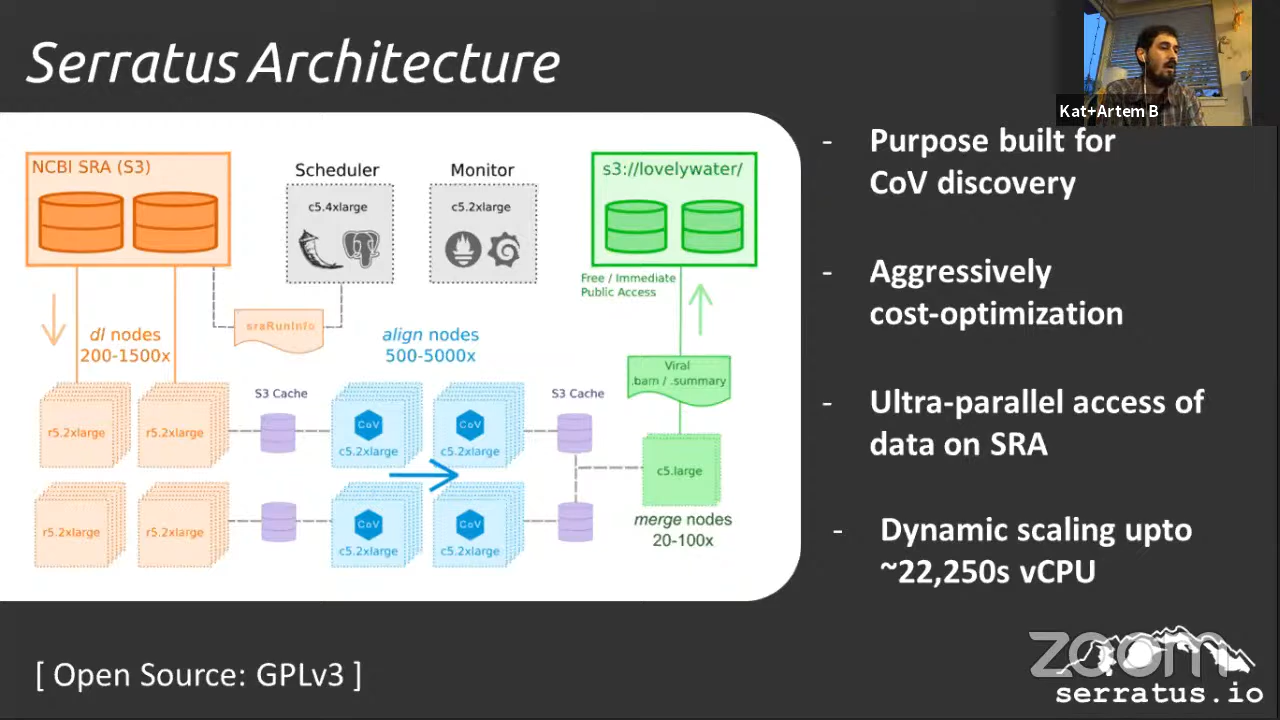 Serratus Architecture
Kat+Artem B
NCBI SRA (S3)
Scheduler
c5.4xlarge
Monitor
c5.2xlarge
s3://lovelywater/
Free / Immediate
Public Access
sraRunInfo
dl nodes
200-1500x
align nodes
500-5000x
Viral
.bam / .summary
S3 Cache
S3 Cache
r5.2xlarge
r5.2xlarge
CoV
c5.2xlarge
CoV
c5.2xlarge
c5.large
r5.2xlarge
r5.2xlarge
CoV
c5.2xlarge
CoV
c5.2xlarge
merge nodes
20-100x
- Purpose built for
CoV discovery
- Aggressively
cost-optimization
- Ultra-parallel access of
data on SRA
- Dynamic scaling upto
~22,250s vCPU
[ Open Source: GPLv3 ]
zoom
serratus.io